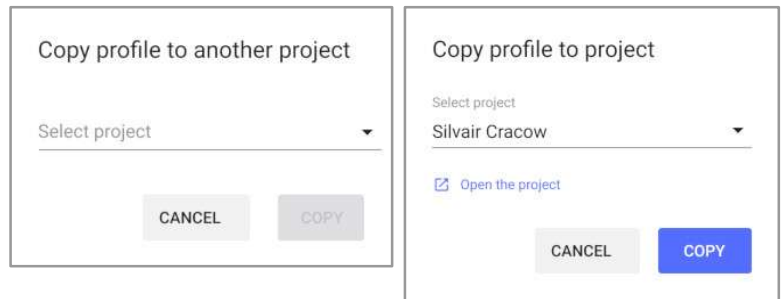 Copy profile to another project
Select project
CANCEL
COPY
Copy profile to project
Select project
Silvair Cracow
Open the project
CANCEL
COPY